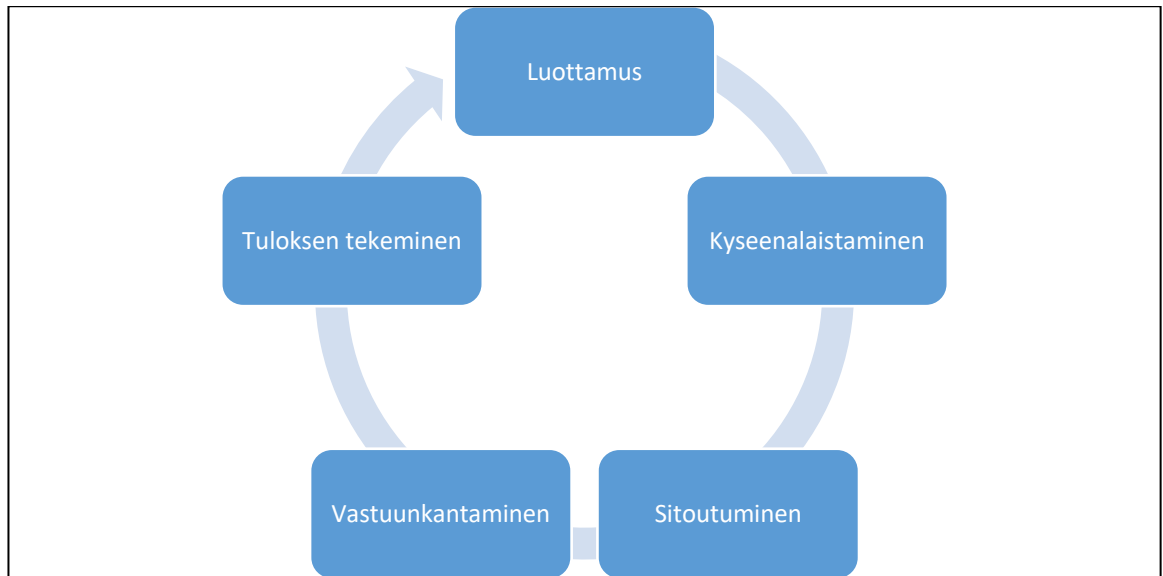 Luottamus
Kyseenalaistaminen
Sitoutuminen
Vastuunkantaminen
Tuloksen tekeminen